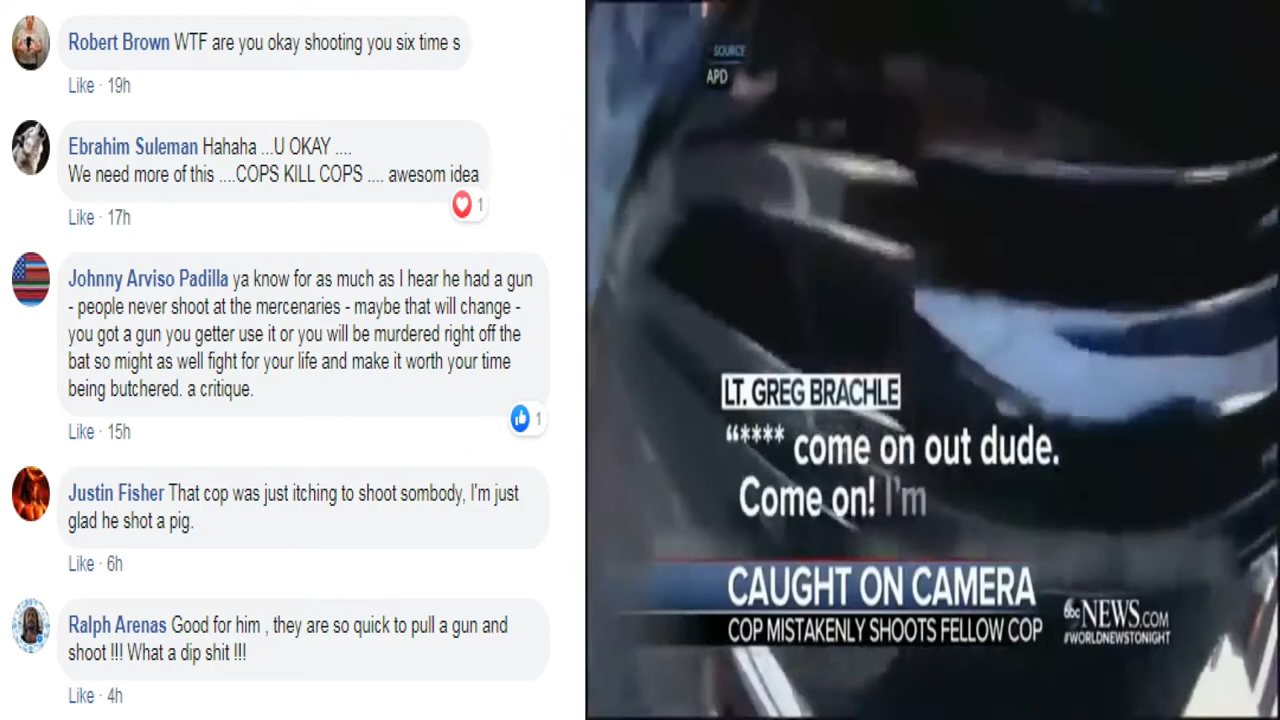 Robert Brown WTF are you okay shooting you six time s
Like · 19h
Ebrahim Suleman Hahaha ...U OKAY ....
We need more of this ....COPS KILL COPS .... awesom idea
1
Like · 17h
Johnny Arviso Padilla ya know for as much as I hear he had a gun
- people never shoot at the mercenaries - maybe that will change -
you got a gun you getter use it or you will be murdered right off the
bat so might as well fight for your life and make it worth your time
being butchered. a critique.
1
Like · 15h
Justin Fisher That cop was just itching to shoot sombody, I'm just
glad he shot a pig.
Like · 6h
Ralph Arenas Good for him , they are so quick to pull a gun and
shoot !!! What a dip shit !!!
Like · 4h
SOURCE
APD
LT. GREG BRACHLE
“**** come on out dude.
Come on! I'm
CAUGHT ON CAMERA
COP MISTAKENLY SHOOTS FELLOW COP
abc NEWS.COM
#WORLDNEWSTONIGHT